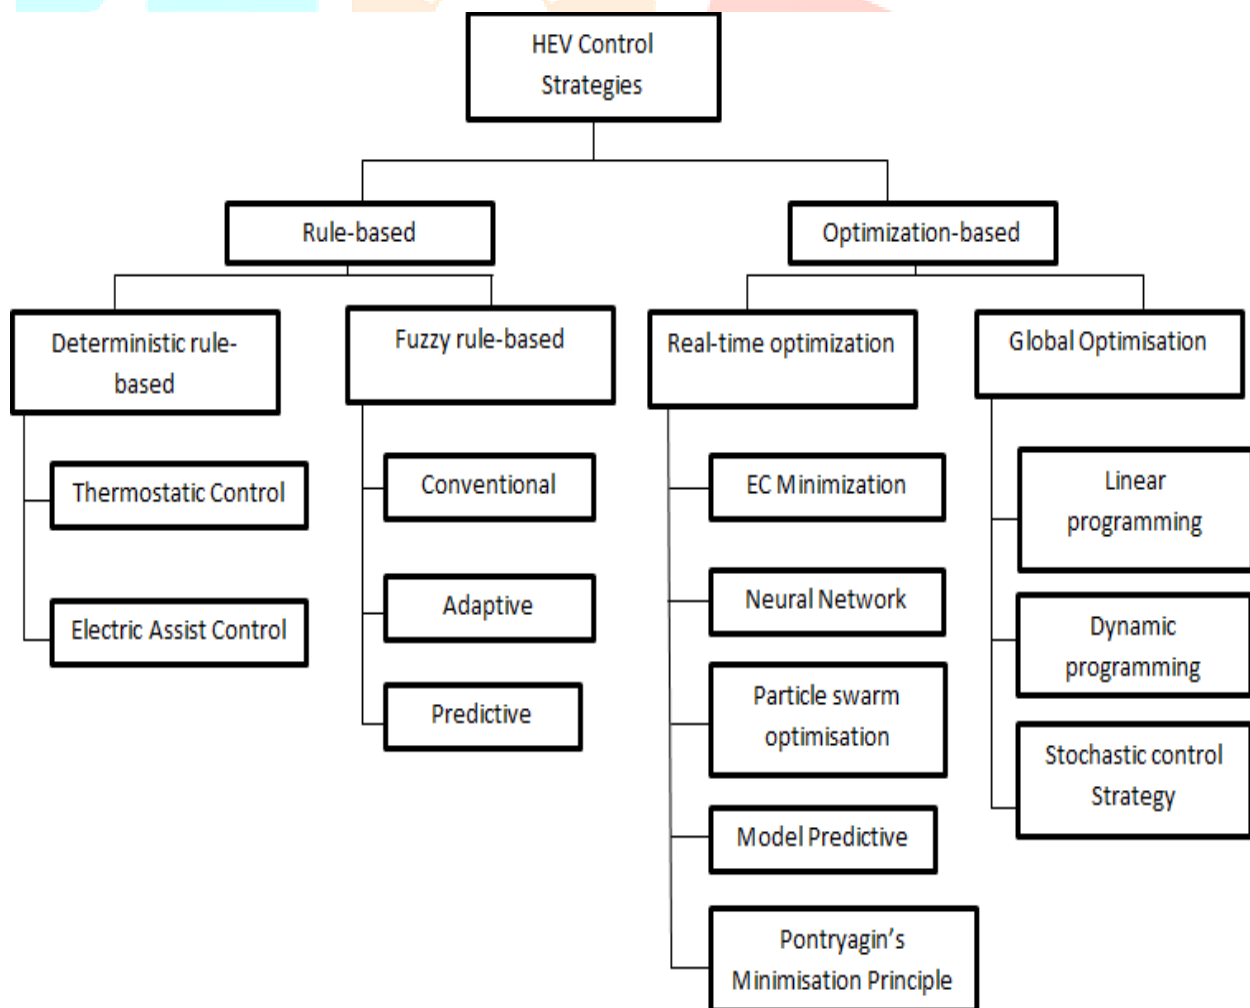 HEV Control
Strategies
Rule-based
Optimization-based
Deterministic rule-
based
Fuzzy rule-based
Real-time optimization
Global Optimisation
Thermostatic Control
Electric Assist Control
Conventional
Adaptive
Predictive
EC Minimization
Neural Network
Particle swarm
optimisation
Model Predictive
Pontryagin's
Minimisation Principle
Linear
programming
Dynamic
programming
Stochastic control
Strategy